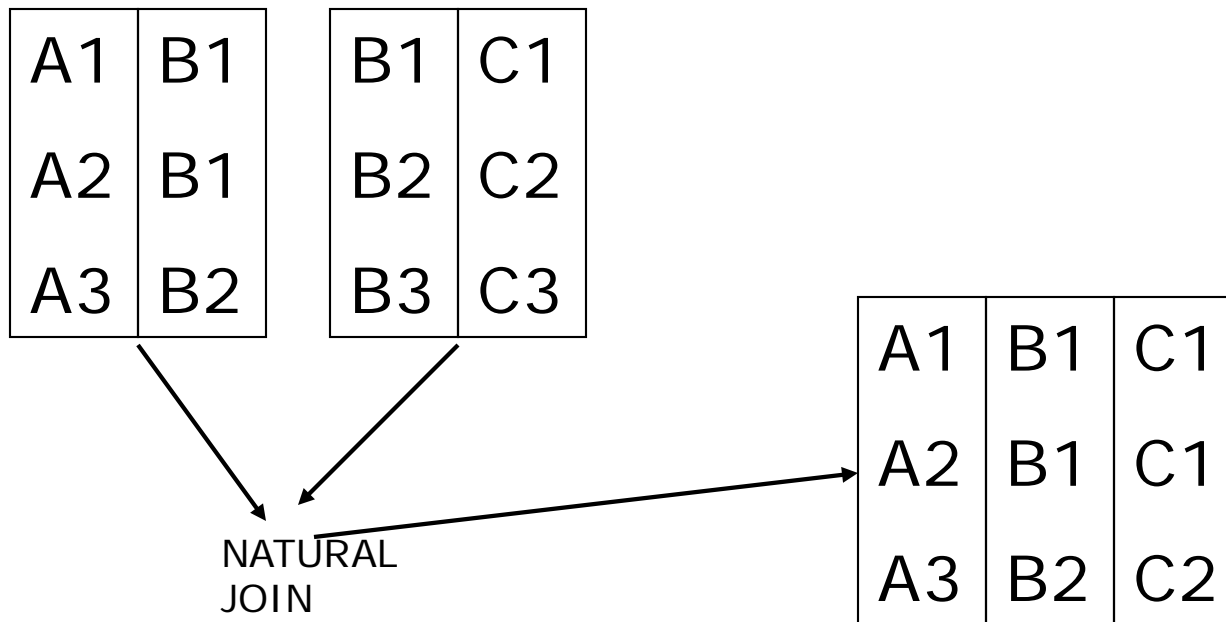 A1 B1 B1 C1
A2 B1 B2 C2
A3 B2 B3 C3
A1 B1 C1
A2 B1 C1
A3 B2 C2
NATURAL
JOIN